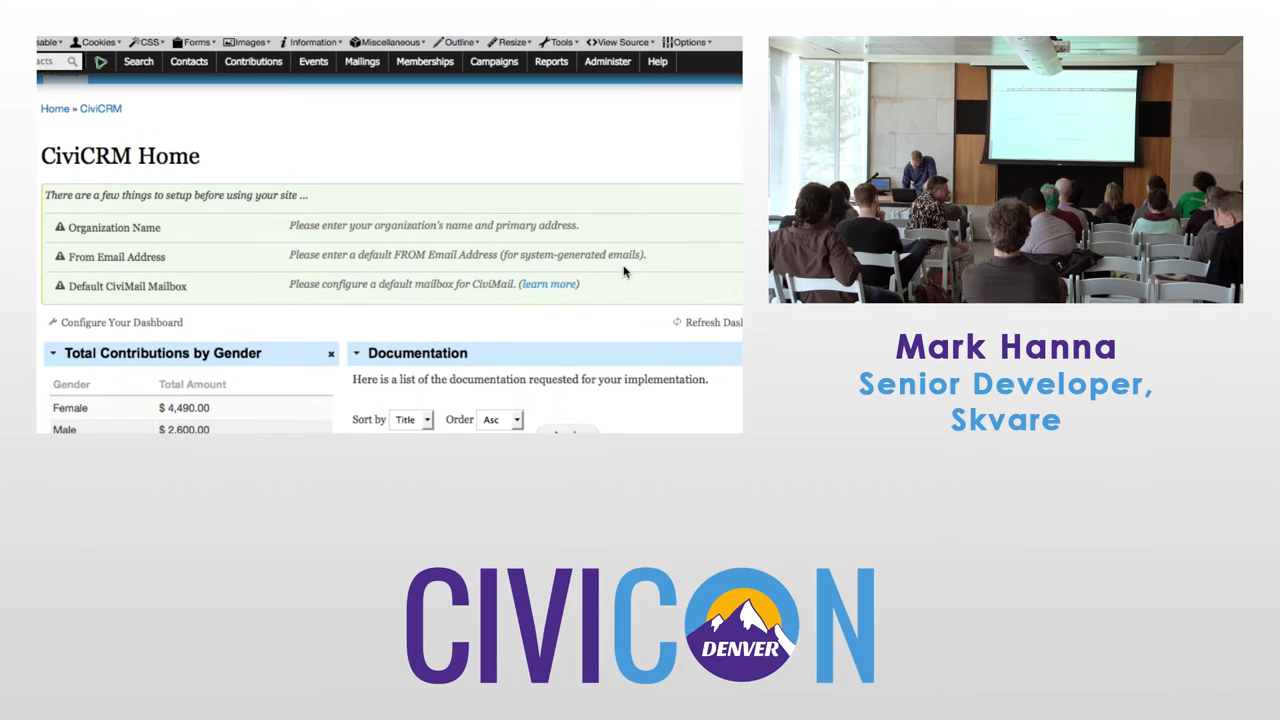 sable▾ Cookies▾ CSS▾ Forms▾ Images▾ Information▾ Miscellaneous▾ Outline▾ Resize▾ Tools▾ View Source▾ Options▾
acts Search Contacts Contributions Events Mailings Memberships Campaigns Reports Administer Help
Home » CiviCRM
CiviCRM Home
There are a few things to setup before using your site ...
Organization Name Please enter your organization's name and primary address.
From Email Address Please enter a default FROM Email Address (for system-generated emails).
Default CiviMail Mailbox Please configure a default mailbox for CiviMail. (learn more)
Configure Your Dashboard Refresh Dasl
Total Contributions by Gender × Documentation
Gender Total Amount
Here is a list of the documentation requested for your implementation.
Female $ 4,490.00
Sort by Title Order Asc
Male $ 2,600.00
Mark Hanna
Senior Developer,
Skvare
CIVICON
DENVER